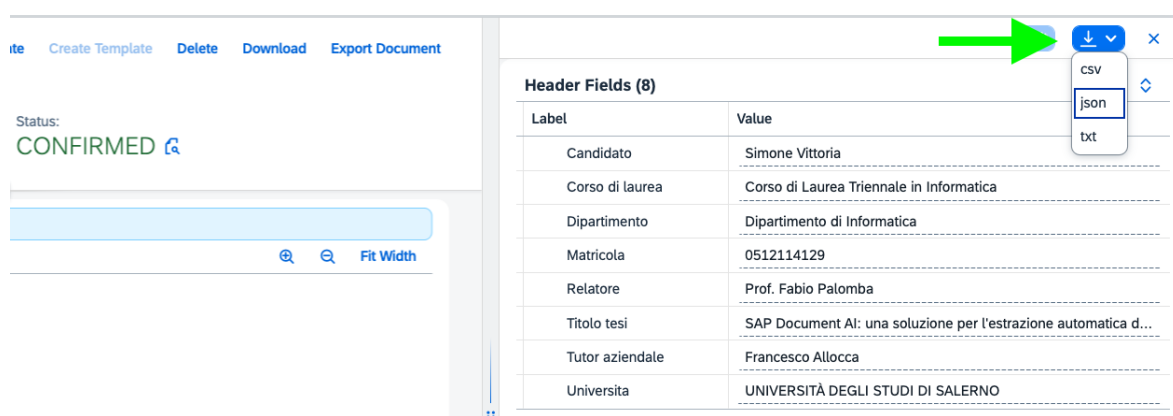 Create Template Delete Download Export Document
Status:
CONFIRMED
Fit Width
csv
json
txt
Header Fields (8)
Label Value
Candidato Simone Vittoria
Corso di laurea Corso di Laurea Triennale in Informatica
Dipartimento Dipartimento di Informatica
Matricola 0512114129
Relatore Prof. Fabio Palomba
Titolo tesi SAP Document AI: una soluzione per l'estrazione automatica d...
Tutor aziendale Francesco Allocca
Universita UNIVERSITÀ DEGLI STUDI DI SALERNO